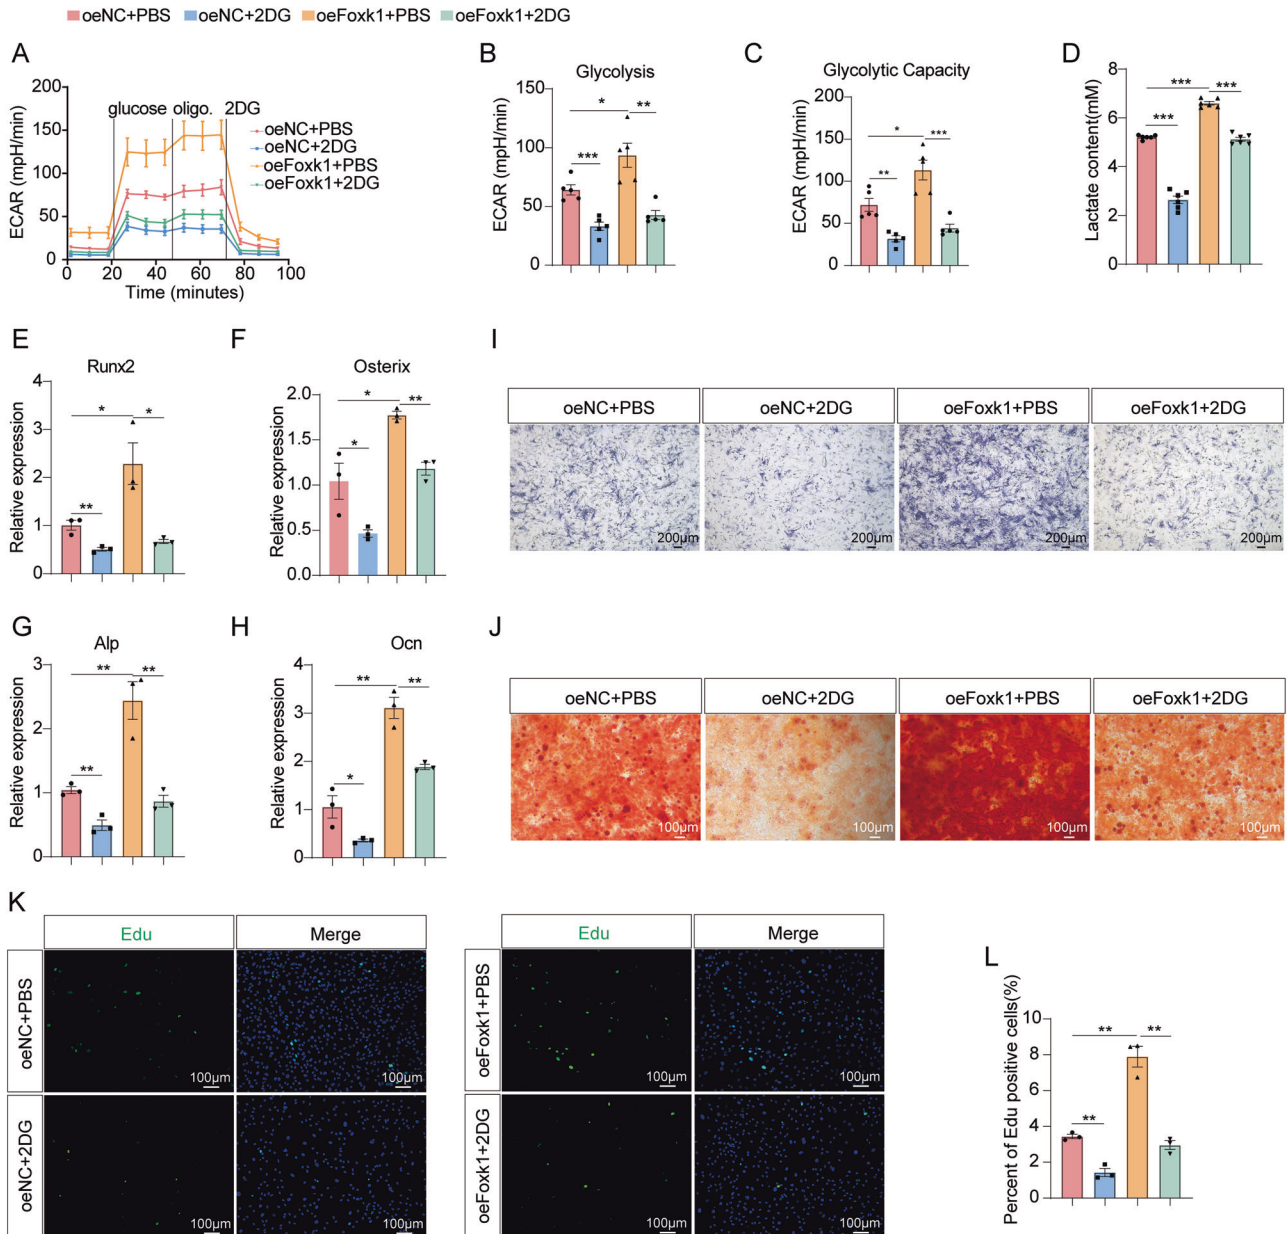 oeNC+PBS oeNC+2DG oeFoxk1+PBS oeFoxk1+2DG
A
ECAR (mpH/min)
200
150
100
50
0
glucose oligo. 2DG
oeNC+PBS
oeNC+2DG
oeFoxk1+PBS
oeFoxk1+2DG
0 20 40 60 80 100
Time (minutes)
B
Glycolysis
ECAR (mpH/min)
150
100
50
0
* **
***
C
Glycolytic Capacity
ECAR (mpH/min)
200
150
100
50
0
* ***
**
D
Lactate content(mM)
8
6
4
2
0
*** ***
***
E
Runx2
Relative expression
4
3
2
1
0
* *
**
F
Osterix
Relative expression
2.0
1.5
1.0
0.5
0.0
* **
*
I
oeNC+PBS oeNC+2DG oeFoxk1+PBS oeFoxk1+2DG
200μm 200μm 200μm 200μm
G
Alp
Relative expression
3
2
1
0
** **
**
H
Ocn
Relative expression
4
3
2
1
0
** **
*
J
oeNC+PBS oeNC+2DG oeFoxk1+PBS oeFoxk1+2DG
100μm 100μm 100μm 100μm
K
Edu Merge
oeNC+PBS
100μm 100μm
oeNC+2DG
100μm 100μm
Edu Merge
oeFoxk1+PBS
100μm 100μm
oeFoxk1+2DG
100μm 100μm
L
Percent of Edu positive cells(%)
10
8
6
4
2
0
** **
**